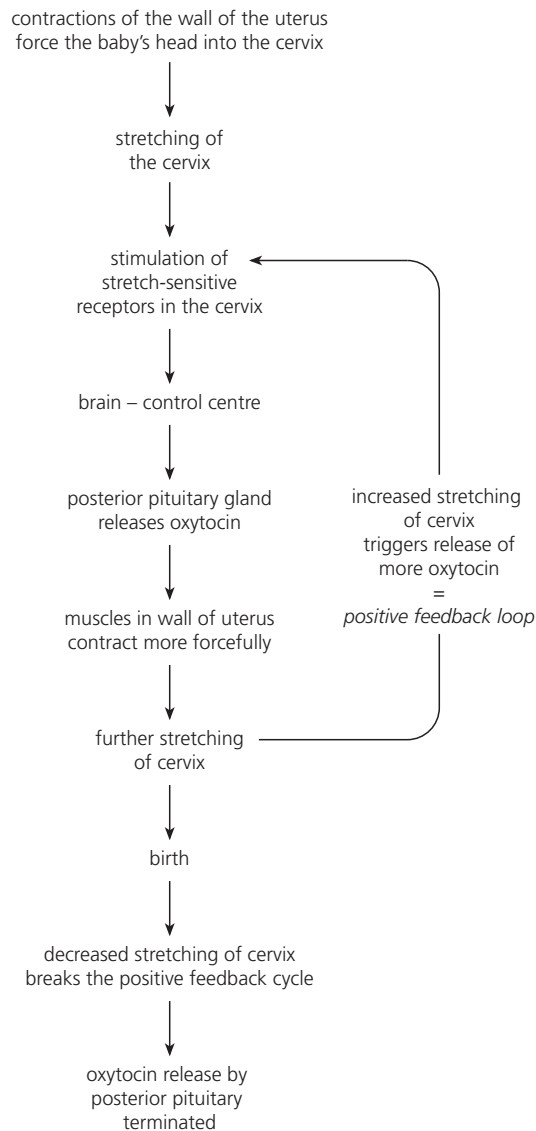 contractions of the wall of the uterus
force the baby’s head into the cervix
stretching of
the cervix
stimulation of
stretch-sensitive
receptors in the cervix
brain – control centre
posterior pituitary gland
releases oxytocin
muscles in wall of uterus
contract more forcefully
further stretching
of cervix
increased stretching
of cervix
triggers release of
more oxytocin
=
positive feedback loop
birth
decreased stretching of cervix
breaks the positive feedback cycle
oxytocin release by
posterior pituitary
terminated